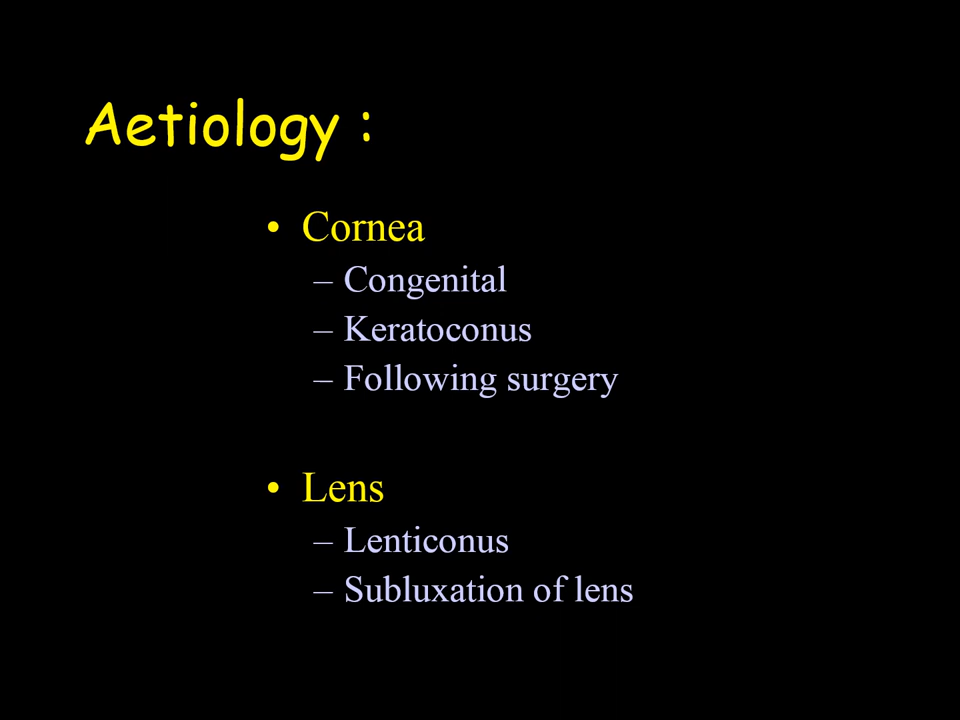 Aetiology :
• Cornea
– Congenital
– Keratoconus
– Following surgery
• Lens
– Lenticonus
– Subluxation of lens